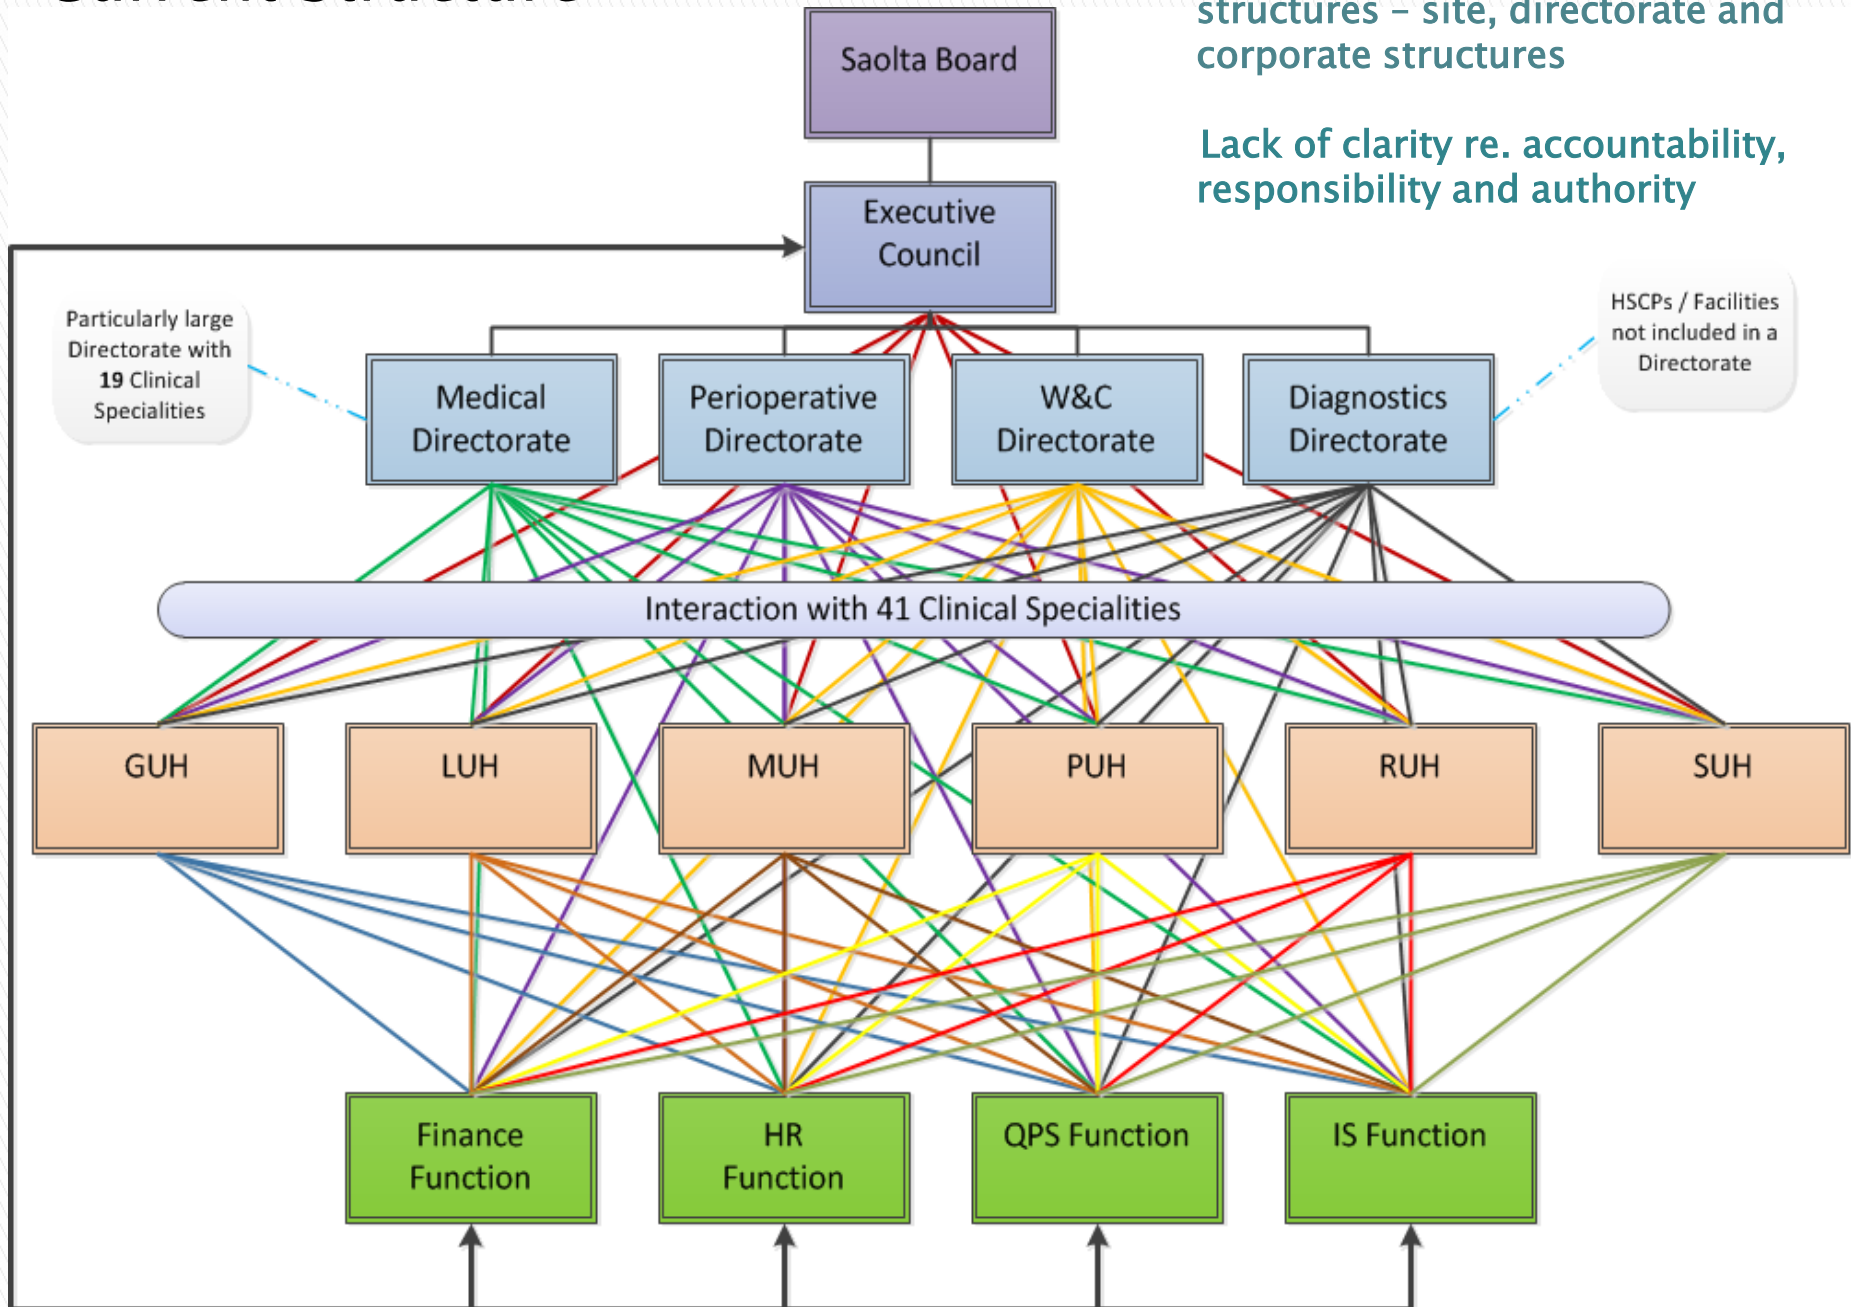 Current Structure
structures – site, directorate and
corporate structures
Lack of clarity re. accountability,
responsibility and authority
Saolta Board
Executive
Council
Particularly large
Directorate with
19 Clinical
Specialities
HSCPs / Facilities
not included in a
Directorate
Medical
Directorate
Perioperative
Directorate
W&C
Directorate
Diagnostics
Directorate
Interaction with 41 Clinical Specialities
GUH
LUH
MUH
PUH
RUH
SUH
Finance
Function
HR
Function
QPS Function
IS Function